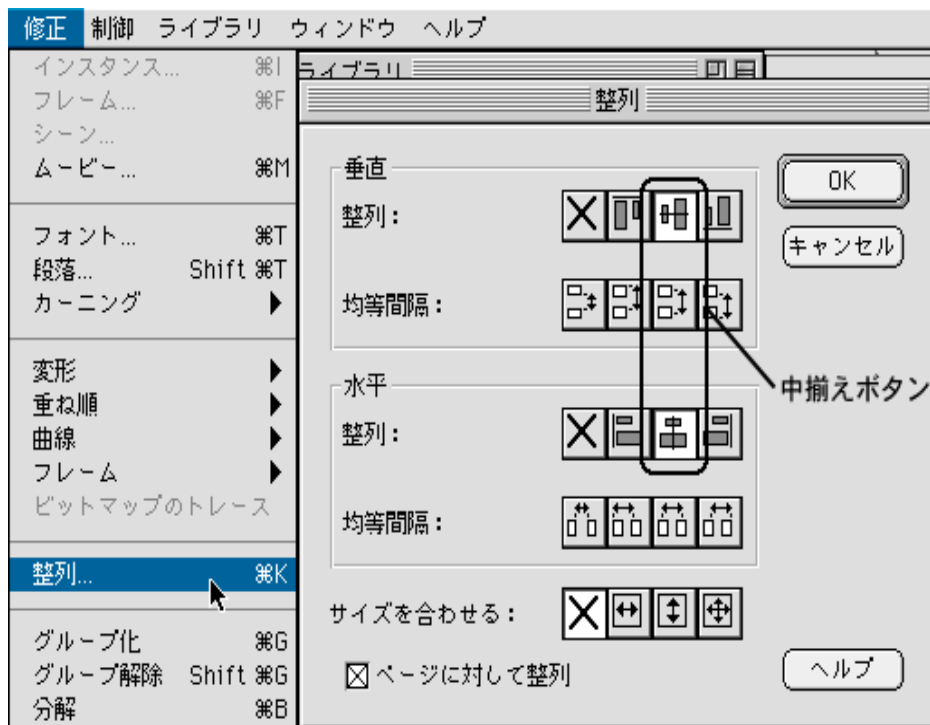 修正 制御 ライブラリ ウィンドウ ヘルプ
インスタンス... ⌘I
フレーム... ⌘F
シーン...
ムービー... ⌘M
フォント... ⌘T
段落... Shift ⌘T
カーニング
変形
重ね順
曲線
フレーム
ビットマップのトレース
整列... ⌘K
グループ化 ⌘G
グループ解除 Shift ⌘G
分解 ⌘B
ライブラリ
整列
垂直
整列：
均等間隔：
水平
整列：
均等間隔：
サイズを合わせる：
ページに対して整列
OK
キャンセル
中揃えボタン
ヘルプ